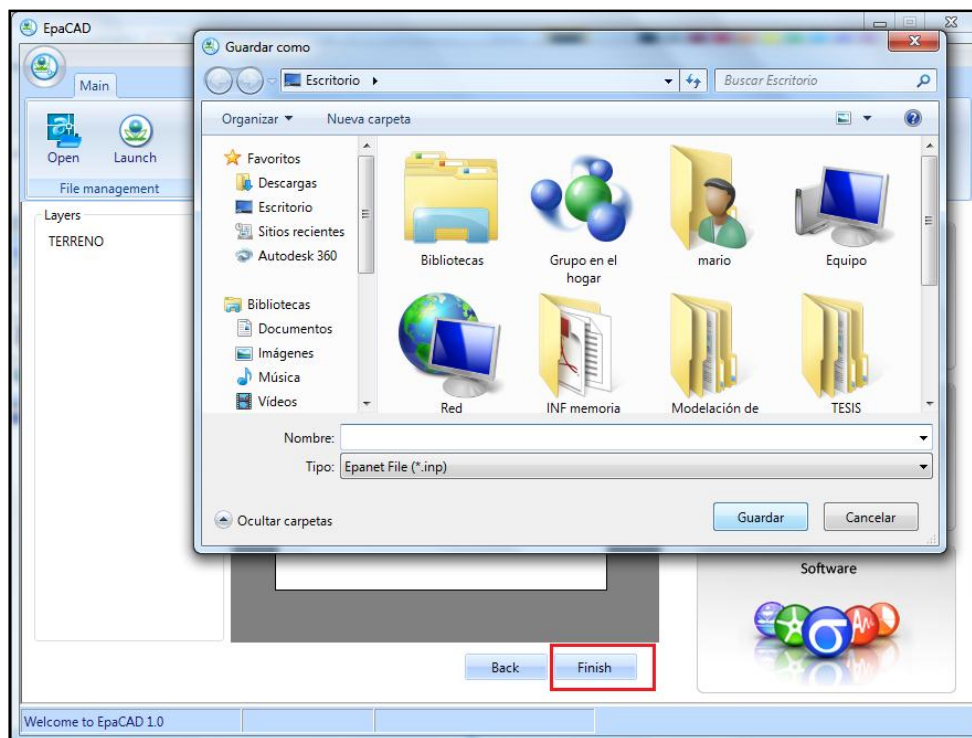 EpaCAD
Guardar como
Escritorio
Buscar Escritorio
Main
Organizar
Nueva carpeta
Open
Launch
File management
Layers
TERRENO
Favoritos
Descargas
Escritorio
Sitios recientes
Autodesk 360
Bibliotecas
Documentos
Imágenes
Música
Vídeos
Bibliotecas
Grupo en el
hogar
mario
Equipo
Red
INF memoria
Modelación de
TESIS
Nombre:
Tipo: Epanet File (*.inp)
Ocultar carpetas
Guardar
Cancelar
Software
Back
Finish
Welcome to EpaCAD 1.0